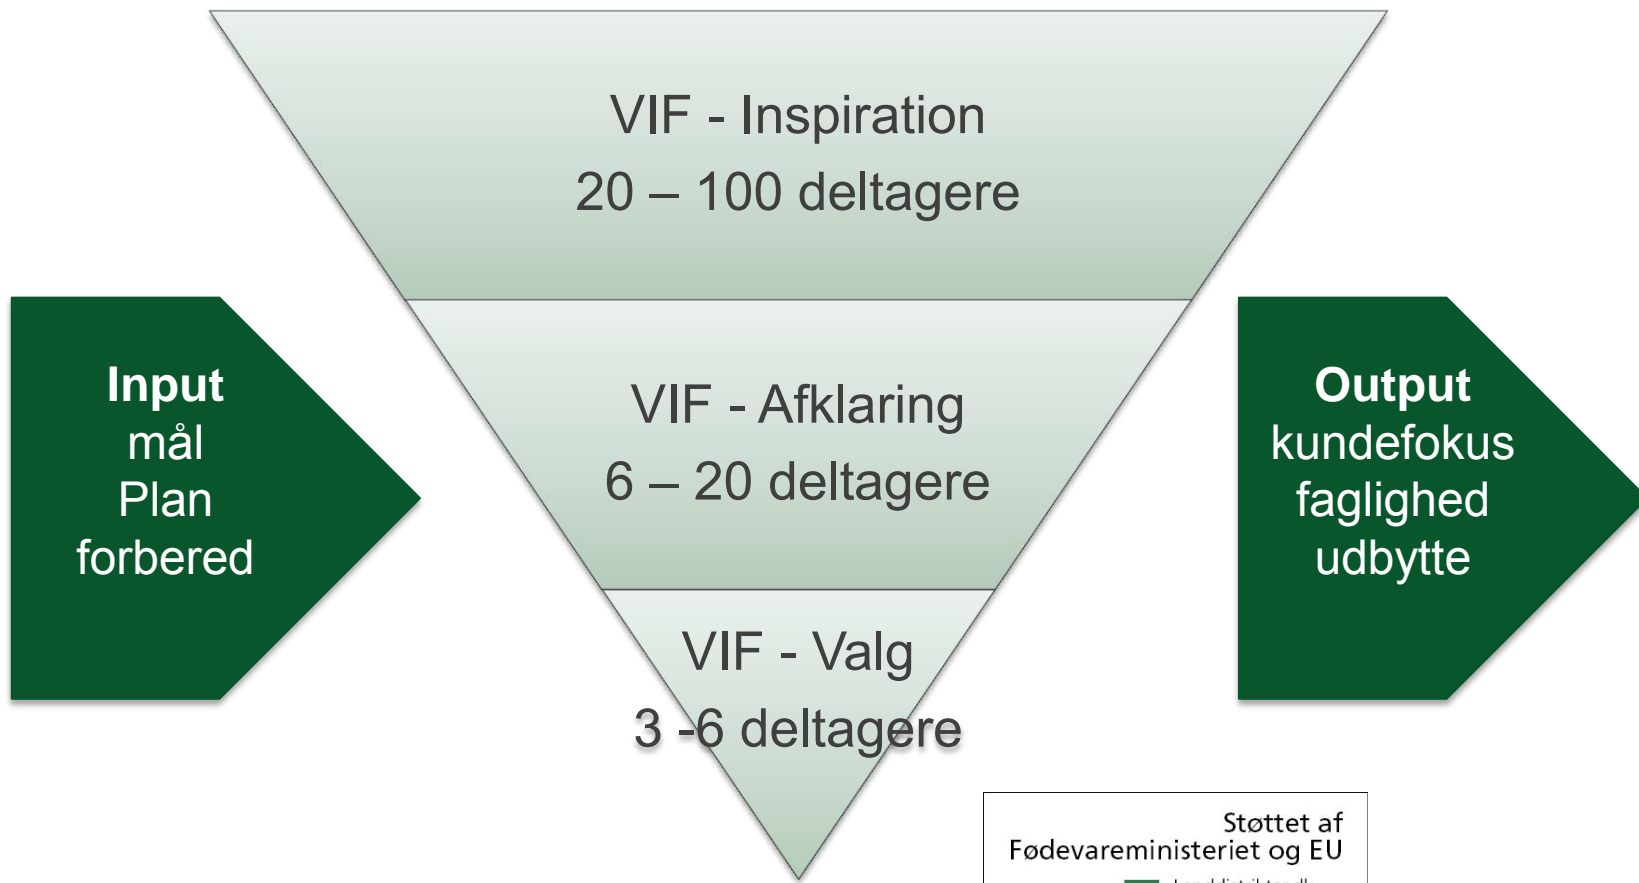 VIF - Inspiration
20 – 100 deltagere
Input
mål
Plan
forbered
VIF - Afklaring
6 – 20 deltagere
Output
kundefokus
faglighed
udbytte
VIF - Valg
3 -6 deltagere
Støttet af
Fødevareministeriet og EU